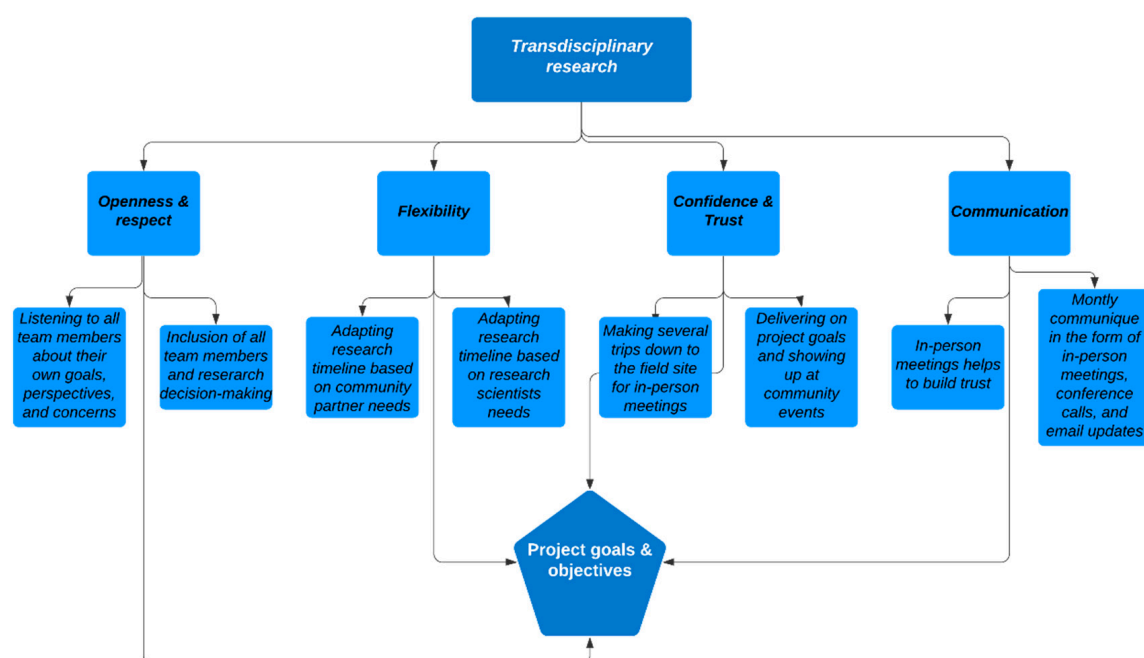 Transdisciplinary
research
Openness &
respect
Flexibility
Confidence &
Trust
Communication
Listening to all
team members
about their
own goals,
perspectives,
and concerns
Inclusion of all
team members
and reserarch
decision-making
Adapting
research
timeline based
on community
partner needs
Adapting
research
timeline based
on research
scientists
needs
Making several
trips down to
the field site
for in-person
meetings
Delivering on
project goals
and showing
up at
community
events
In-person
meetings helps
to build trust
Montly
communique
in the form of
in-person
meetings,
conference
calls, and
email updates
Project goals &
objectives